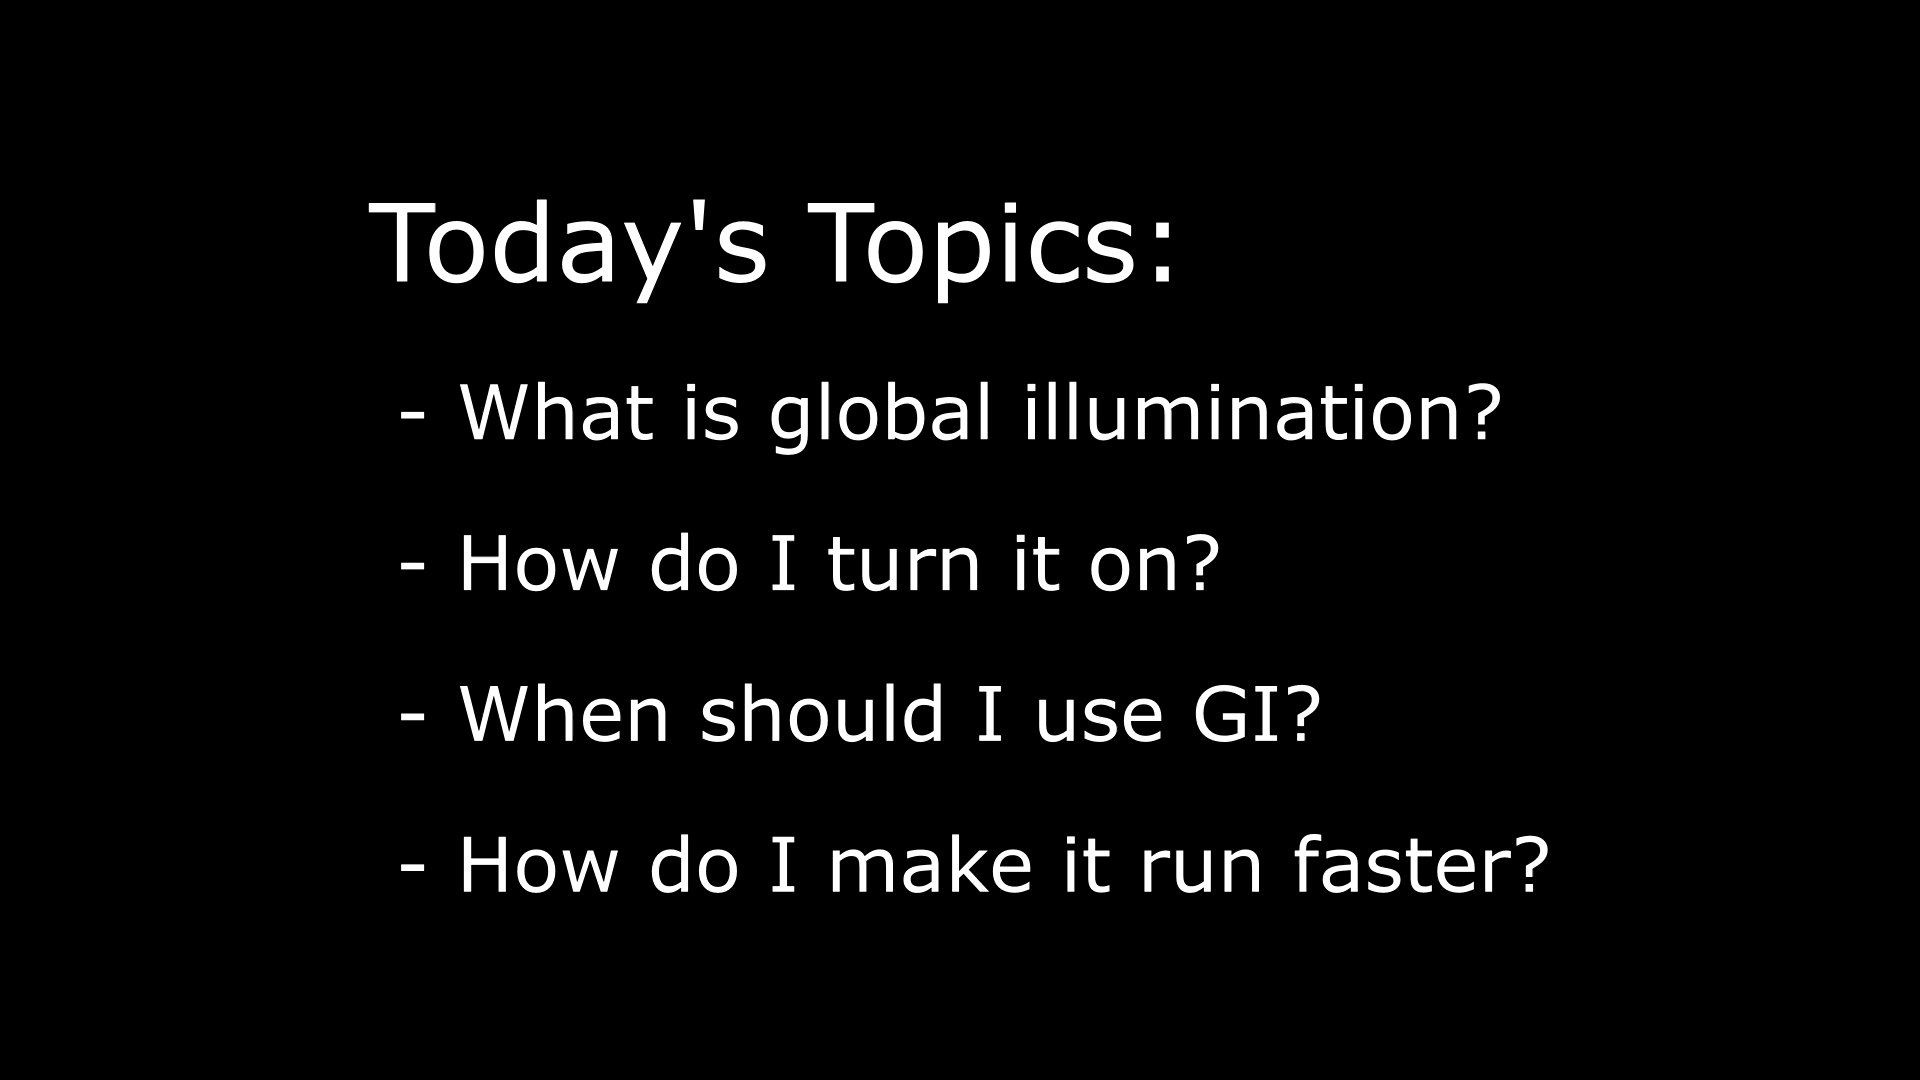 Today's Topics:
- What is global illumination?
- How do I turn it on?
- When should I use GI?
- How do I make it run faster?